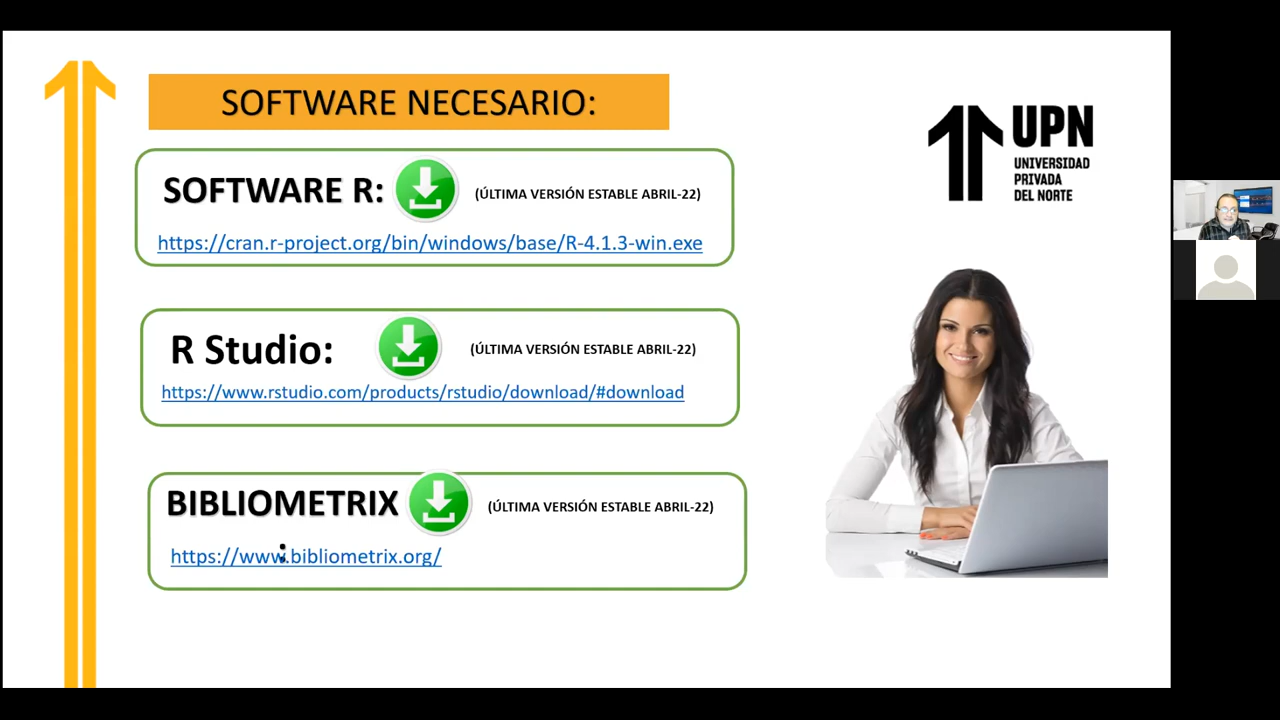 SOFTWARE NECESARIO:
SOFTWARE R:
(ÚLTIMA VERSIÓN ESTABLE ABRIL-22)
https://cran.r-project.org/bin/windows/base/R-4.1.3-win.exe
R Studio:
(ÚLTIMA VERSIÓN ESTABLE ABRIL-22)
https://www.rstudio.com/products/rstudio/download/#download
BIBLIOMETRIX
:
(ÚLTIMA VERSIÓN ESTABLE ABRIL-22)
https://www.bibliometrix.org/
UPN
UNIVERSIDAD
PRIVADA
DEL NORTE